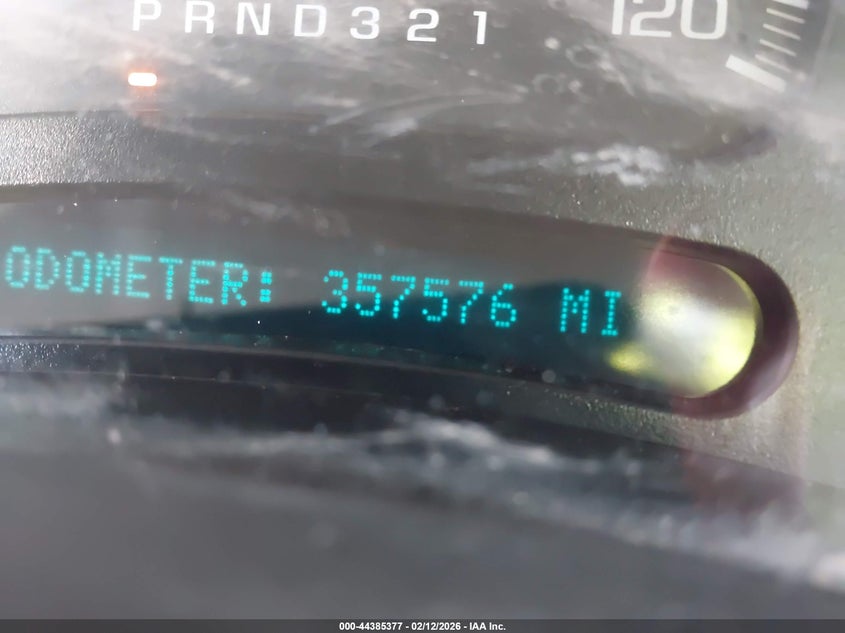 PRND321
120
ODOMETER: 357576 MI
000-44385377 - 02/12/2026 - IAA Inc.